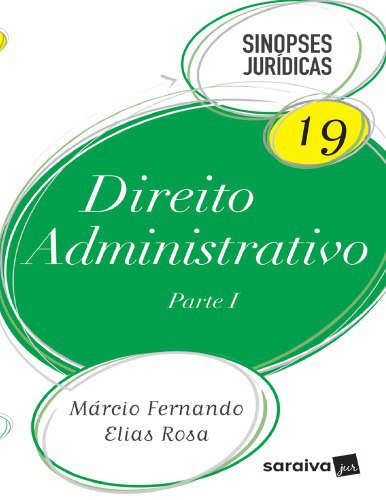 SINOPSES
JURÍDICAS
19
Direito
Administrativo
Parte I
Márcio Fernando
Elias Rosa
saraiva jur